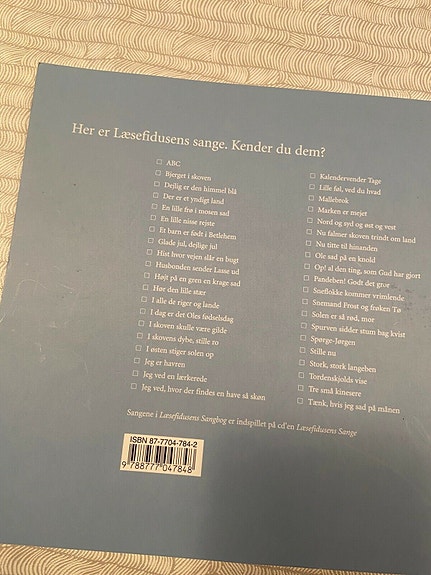 Her er Læsefidusens sange. Kender du dem?
ABC
Bjerget i skoven
Dejlig er den himmel blå
Der er et yndigt land
En lille frø i mosen sad
En lille nisse rejste
Et barn er født i Betlehem
Glade jul, dejlige jul
Hist hvor vejen slår en bugt
Husbonden sender Lasse ud
Højt på en gren en krage sad
Hør den lille stær
I alle de riger og lande
I dag er det Oles fødselsdag
I skoven skulle være gilde
I skovens dybe, stille ro
I østen stiger solen op
Jeg er havren
Jeg ved en lærkerede
Jeg ved, hvor der findes en have så skøn
Kalendervender Tage
Lille føl, ved du hvad
Mallebrok
Marken er mejet
Nord og syd og øst og vest
Nu falmer skoven trindt om land
Nu titte til hinanden
Ole sad på en knold
Op! al den ting, som Gud har gjort
Pandeben! Godt det gror
Sneflokke kommer vrimlende
Snemand Frost og frøken Tø
Solen er så rød, mor
Spurven sidder stum bag kvist
Spørge-Jørgen
Stille nu
Stork, stork langeben
Tordenskjolds vise
Tre små kinesere
Tænk, hvis jeg sad på månen
Sangene i Læsefidusens Sangbog er indspillet på cd'en Læsefidusens Sange
ISBN 87-7704-784-2
9 788777 047848